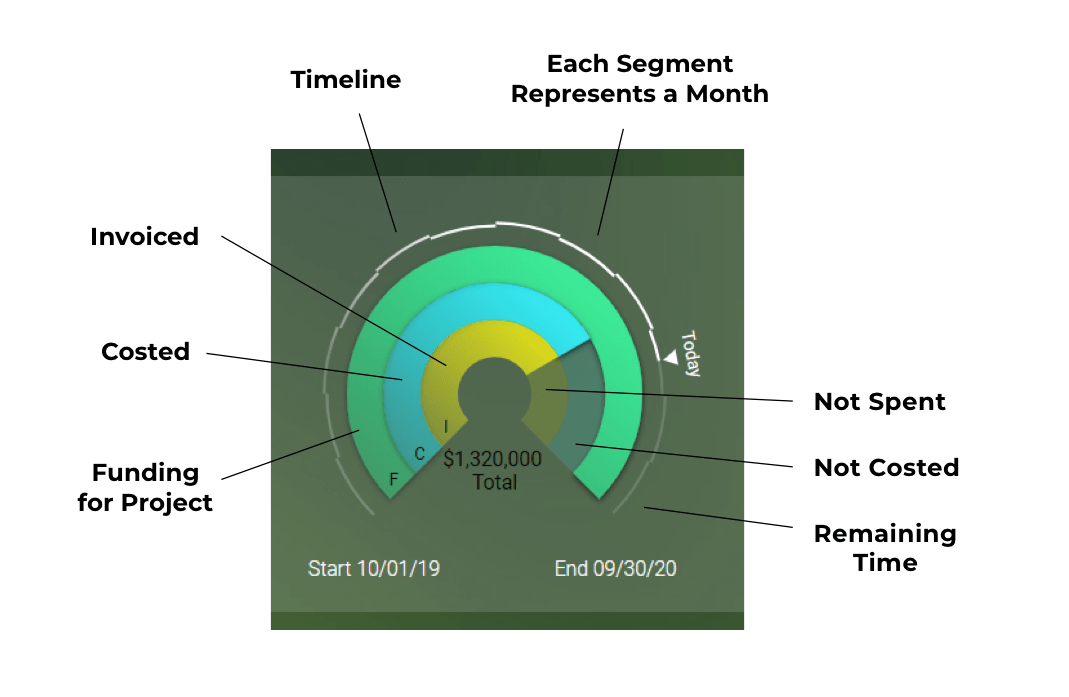 Timeline
Each Segment
Represents a Month
Invoiced
Today
Costed
Not Spent
I
C
$1,320,000
Total
Not Costed
F
Funding
for Project
Remaining
Time
Start 10/01/19
End 09/30/20